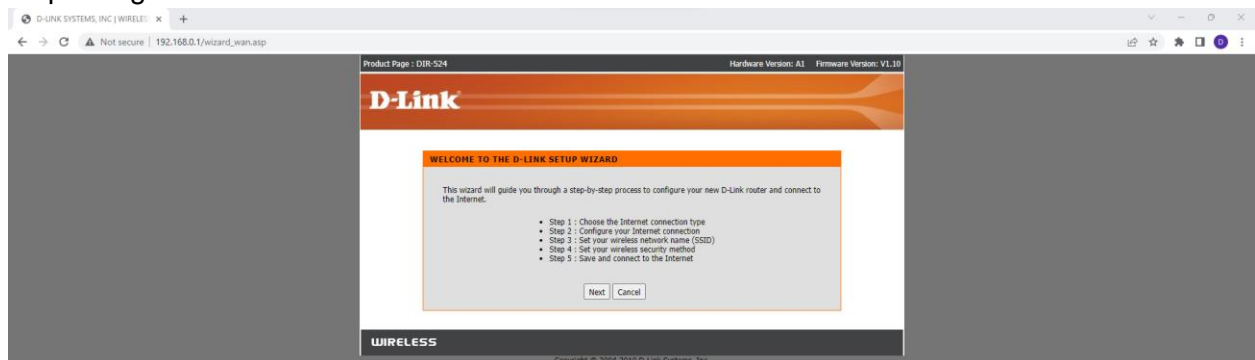 D-LINK SYSTEMS, INC | WIRELES
Not secure | 192.168.0.1/wizard_wan.asp
D
Product Page : DIR-524 Hardware Version: A1 Firmware Version: V1.10
D-Link
WELCOME TO THE D-LINK SETUP WIZARD
This wizard will guide you through a step-by-step process to configure your new D-Link router and connect to
the Internet.
• Step 1 : Choose the Internet connection type
• Step 2 : Configure your Internet connection
• Step 3 : Set your wireless network name (SSID)
• Step 4 : Set your wireless security method
• Step 5 : Save and connect to the Internet
Next Cancel
WIRELESS